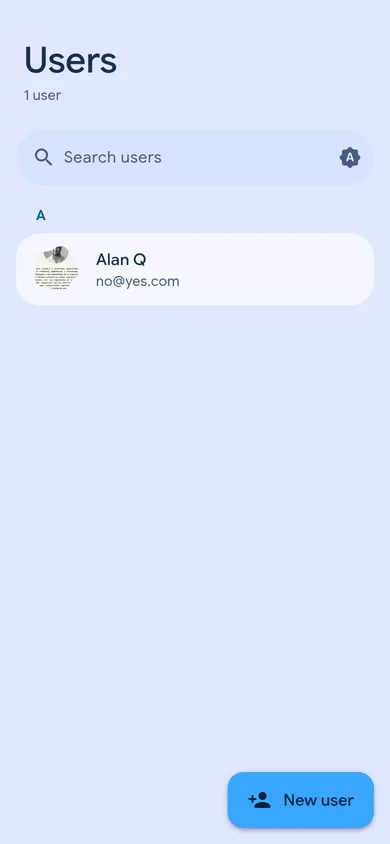 Users
1 user
Search users
A
A
Alan Q
no@yes.com
New user